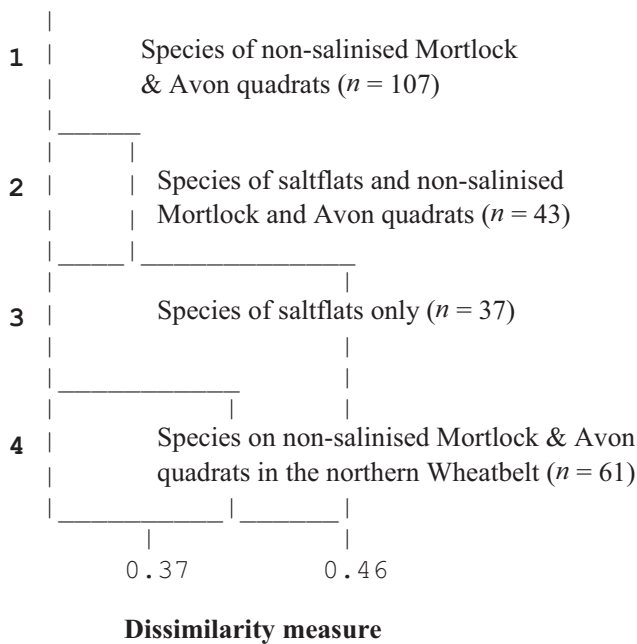 1 Species of non-salinised Mortlock
& Avon quadrats (n = 107)
2 Species of saltflats and non-salinised
Mortlock and Avon quadrats (n = 43)
3 Species of saltflats only (n = 37)
4 Species on non-salinised Mortlock & Avon
quadrats in the northern Wheatbelt (n = 61)
0.37 0.46
Dissimilarity measure